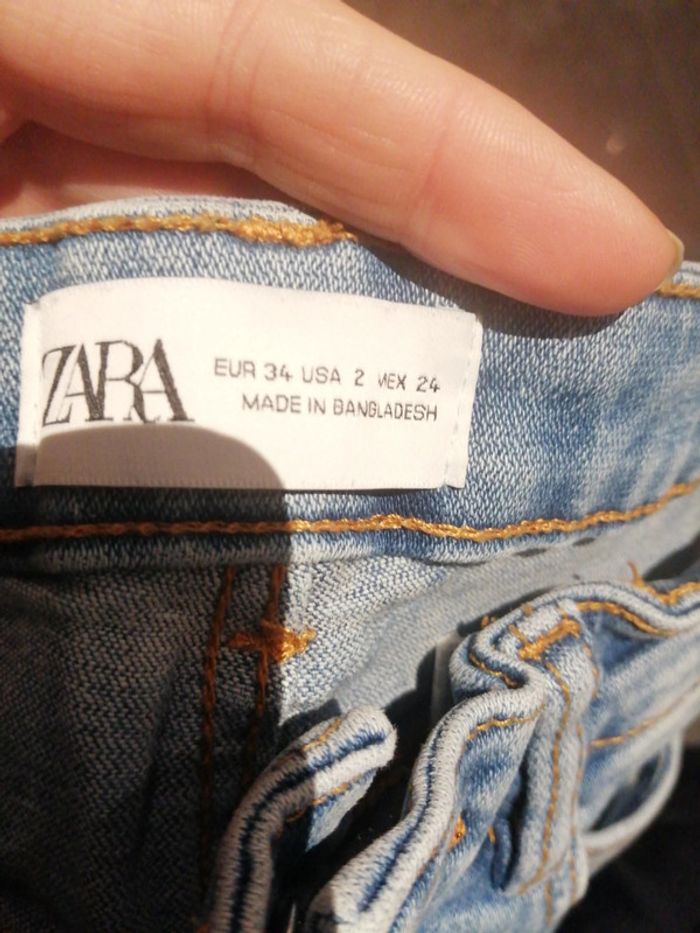 ZARA
EUR 34 USA 2 MEX 24
MADE IN BANGLADESH